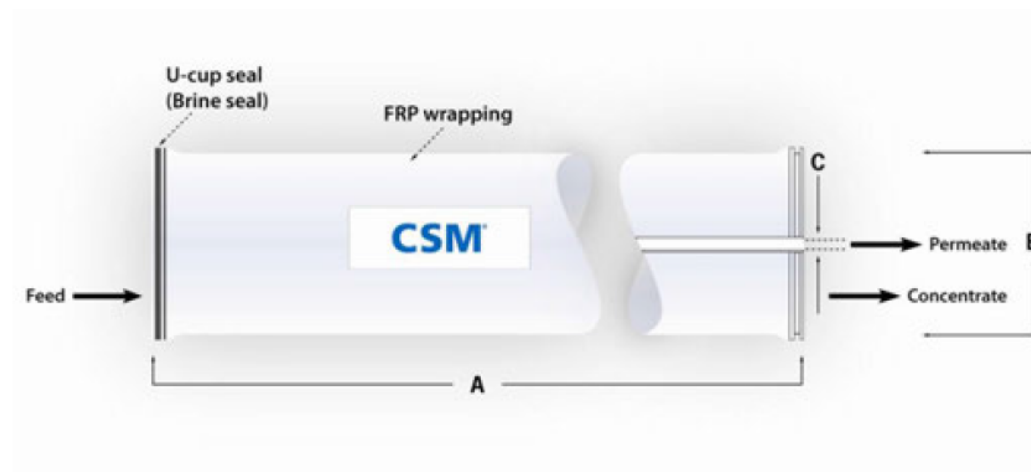 U-cup seal
(Brine seal)
FRP wrapping
C
CSM
Permeate
Feed
Concentrate
A